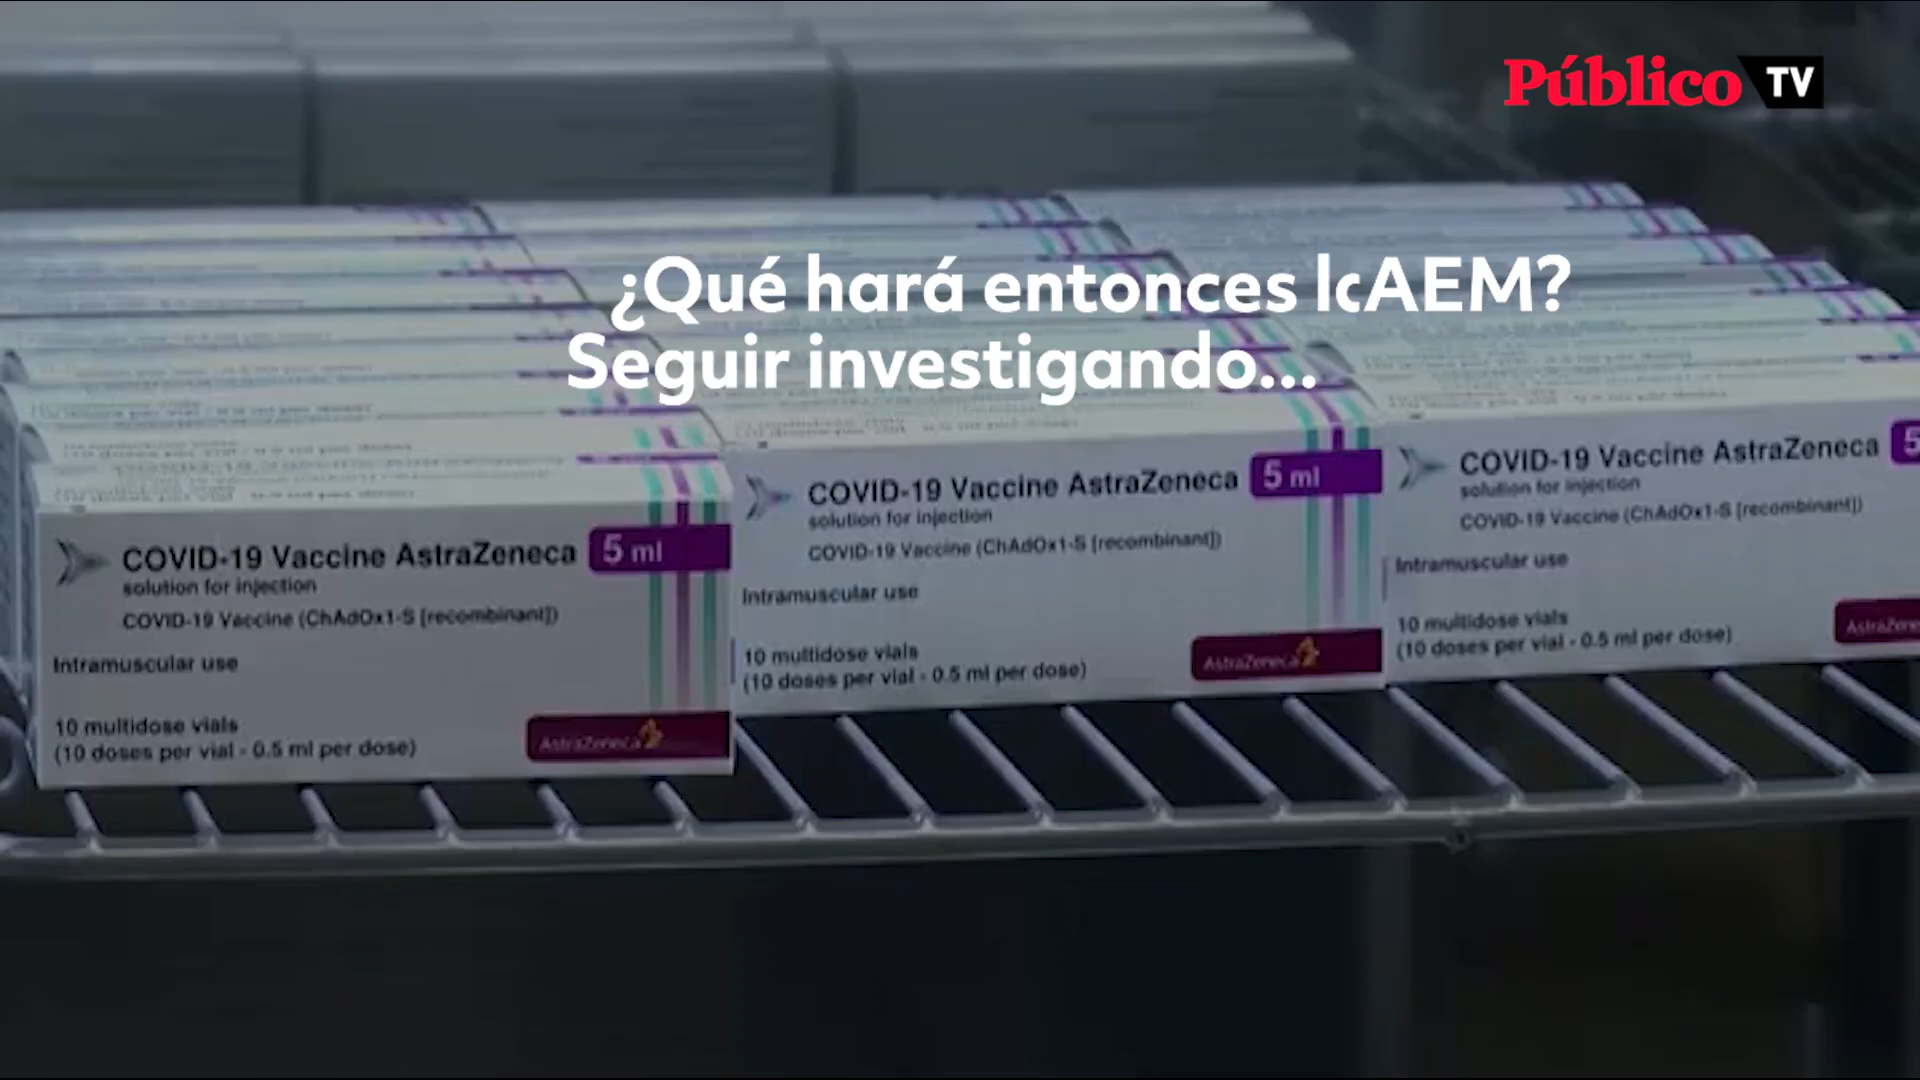 Público TV
¿Qué hará entonces lcAEM?
Seguir investigando...
COVID-19 Vaccine AstraZeneca 5 ml
solution for injection
COVID-19 Vaccine (ChAdOx1-S [recombinant])
Intramuscular use
10 multidose vials
(10 doses per vial - 0.5 ml per dose)
AstraZeneca
COVID-19 Vaccine AstraZeneca 5 ml
solution for injection
COVID-19 Vaccine (ChAdOx1-S [recombinant])
Intramuscular use
10 multidose vials
(10 doses per vial - 0.5 ml per dose)
AstraZeneca
COVID-19 Vaccine AstraZeneca 5
solution for injection
COVID-19 Vaccine (ChAdOx1-S [recombinant])
Intramuscular use
10 multidose vials
(10 doses per vial - 0.5 ml per dose)
AstraZene